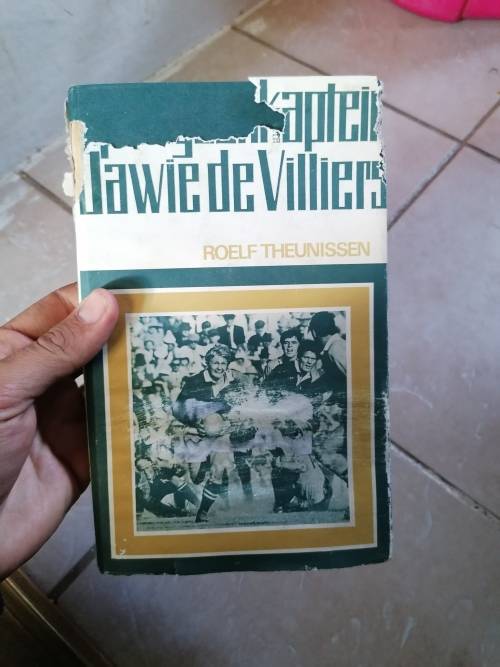 kaptein
dawie de Villiers
ROELF THEUNISSEN